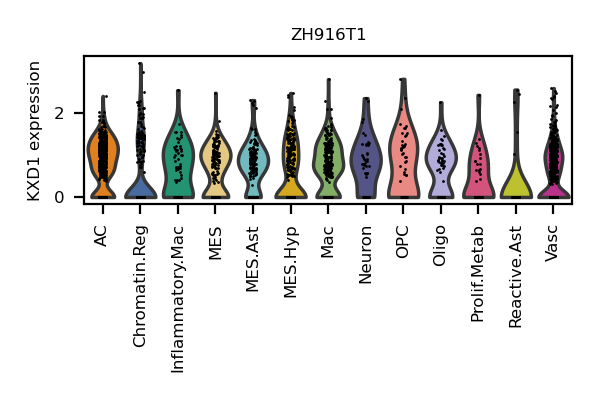 ZH916T1
KXD1 expression
2
0
AC
Chromatin.Reg
Inflammatory.Mac
MES
MES.Ast
MES.Hyp
Mac
Neuron
OPC
Oligo
Prolif.Metab
Reactive.Ast
Vasc